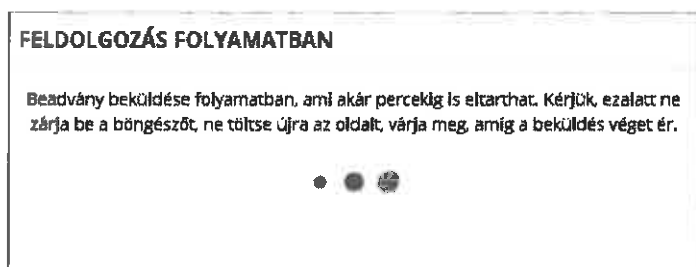 FELDOLGOZÁS FOLYAMATBAN
Beadvány beküldése folyamatban, ami akár percekig is eltarthat. Kérjük, ezalatt ne
zárja be a böngészőt, ne töltse újra az oldalt, várja meg, amíg a beküldés véget ér.